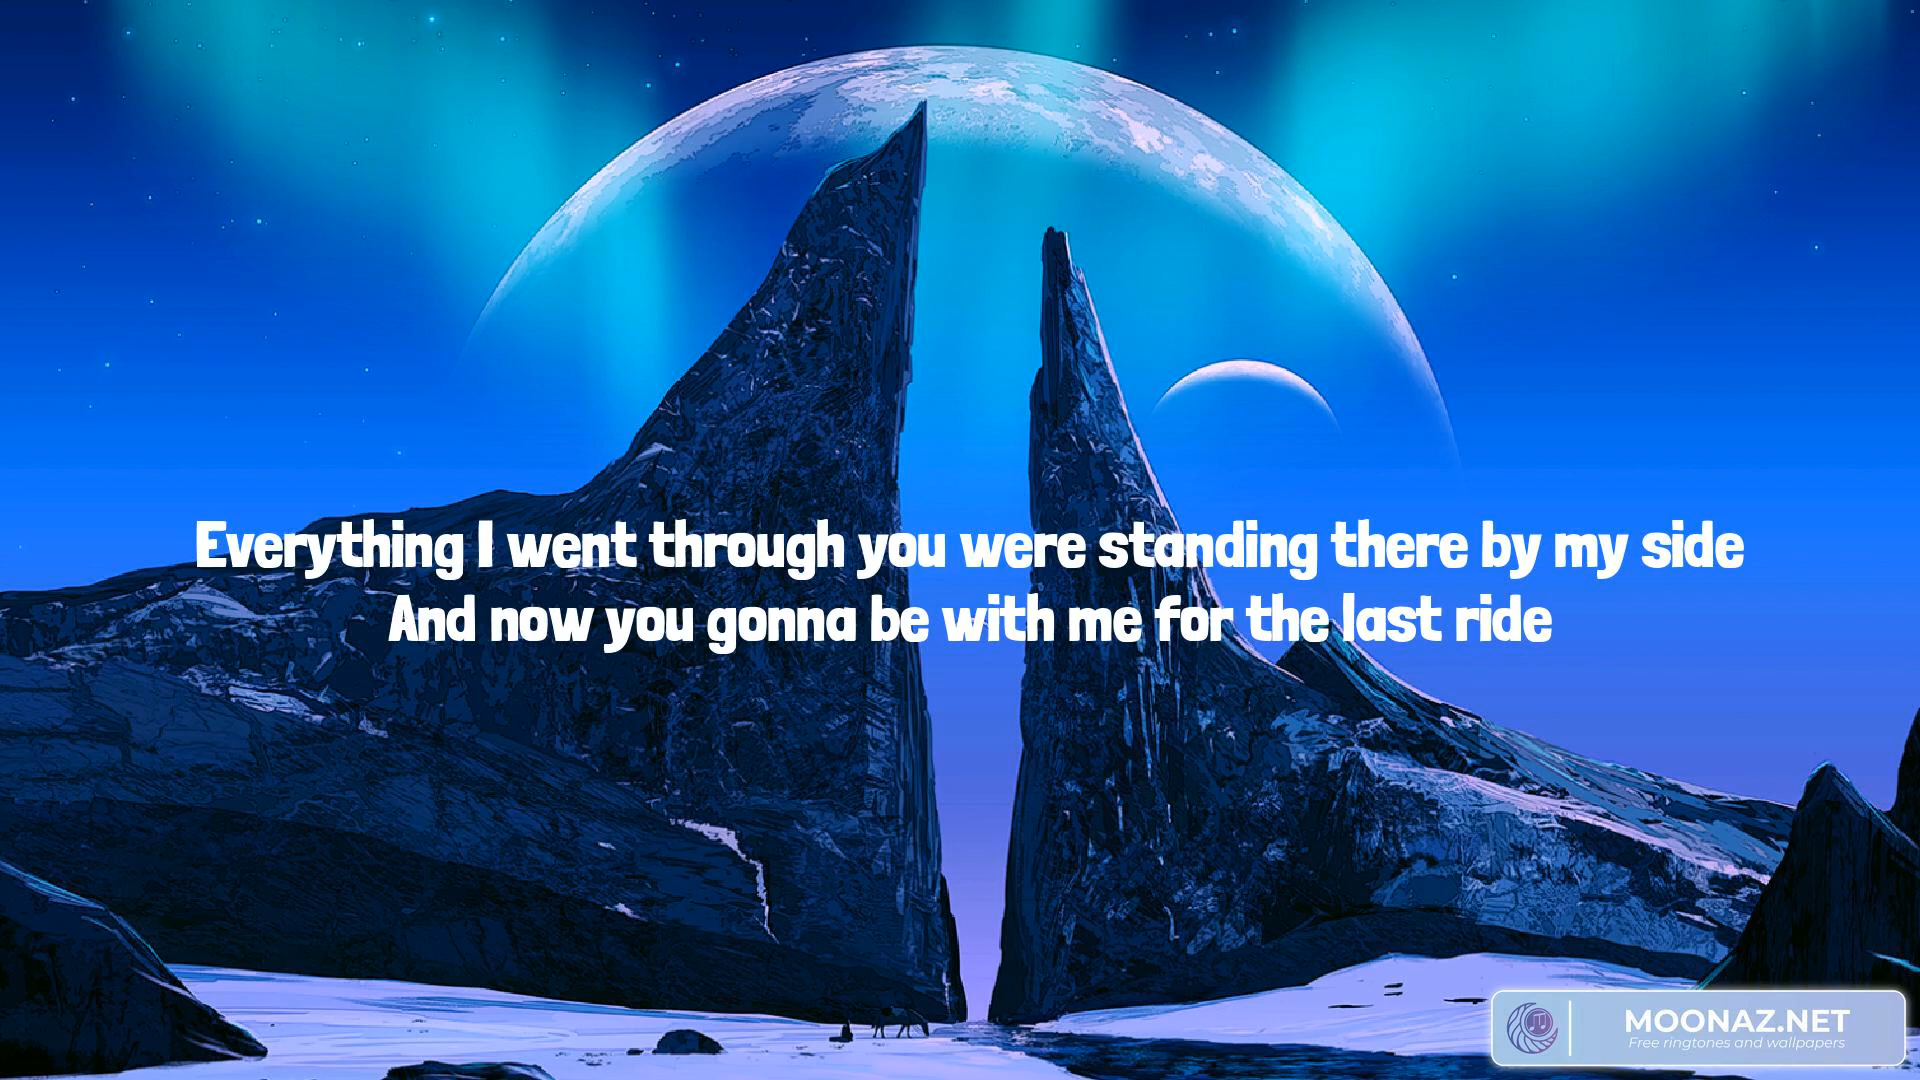 Everything I went through you were standing there by my side
And now you gonna be with me for the last ride
MOONAZ.NET
Free ringtones and wallpapers